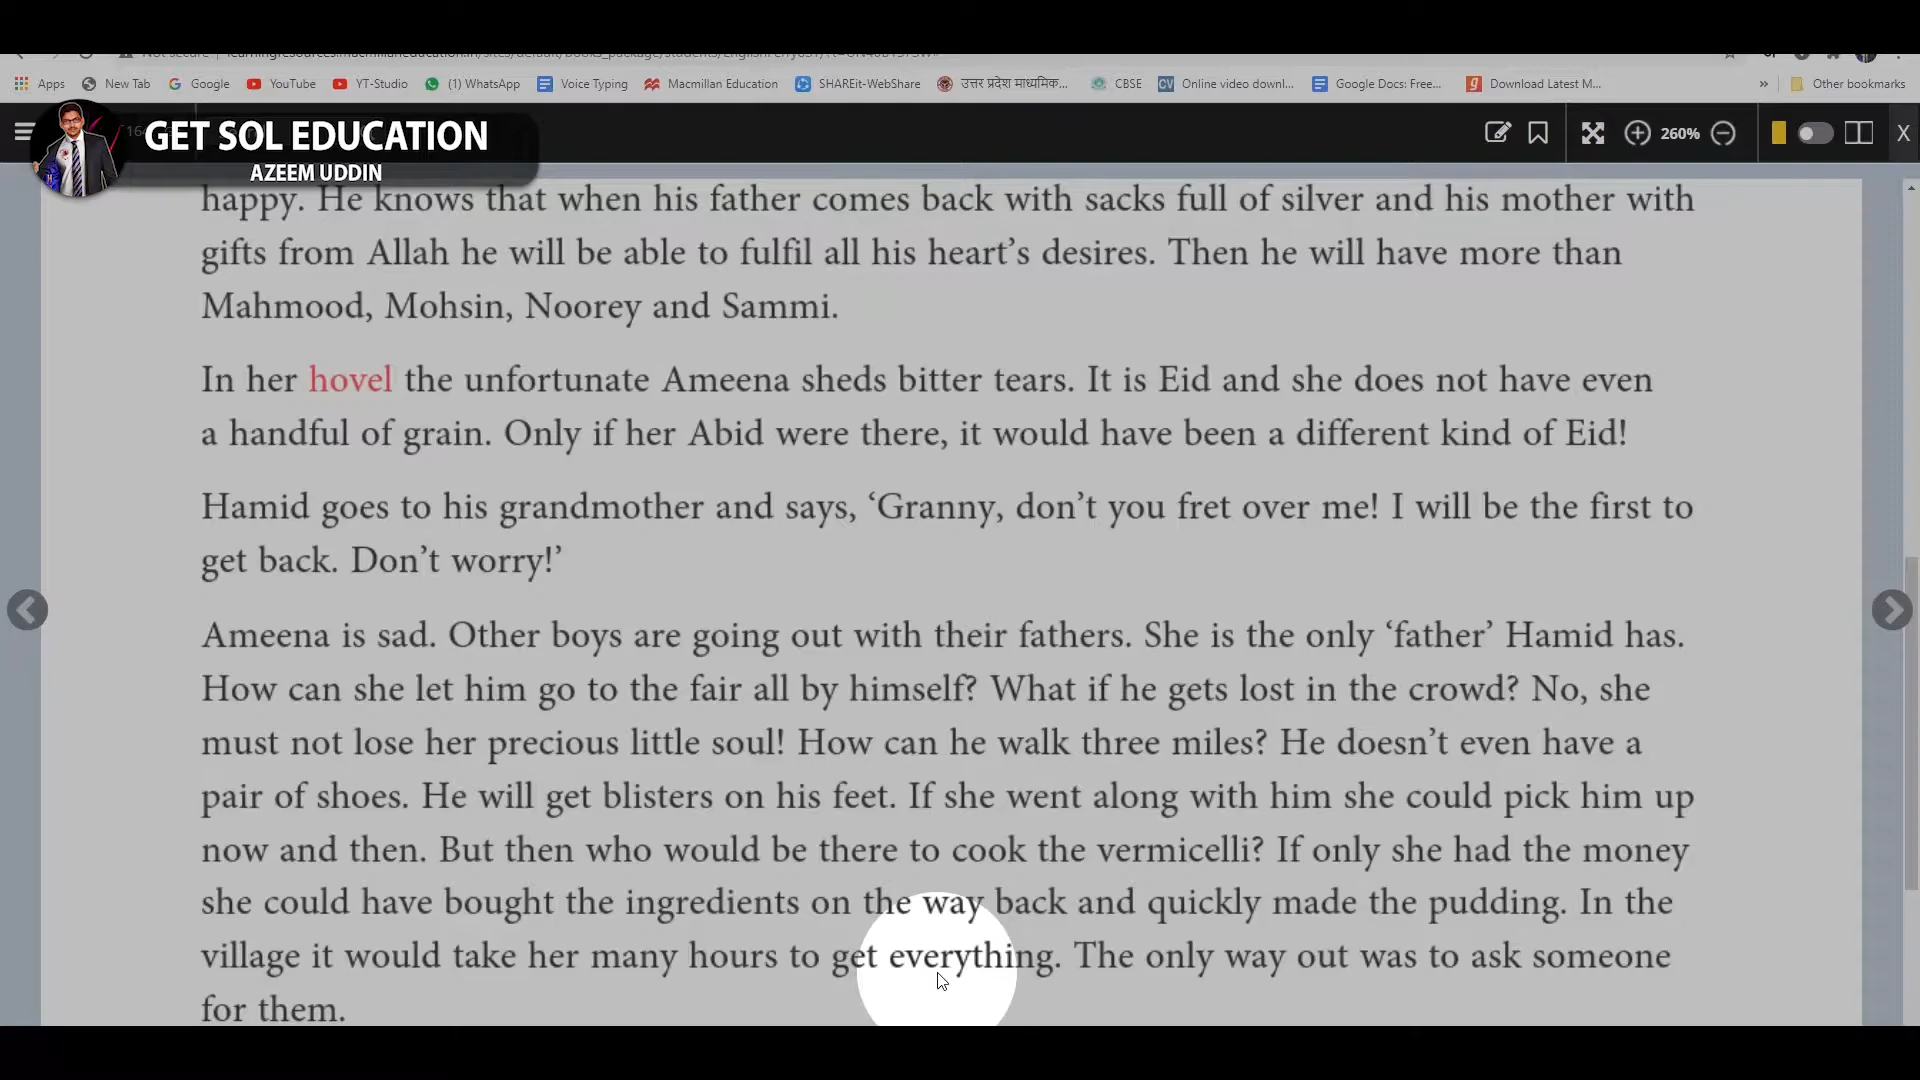 Apps New Tab Google YouTube YT-Studio (1) WhatsApp Voice Typing Macmillan Education SHAREit-WebShare उत्तर प्रदेश माध्यमिक... CBSE Online video downl... Google Docs: Free... Download Latest M... » Other bookmarks
GET SOL EDUCATION
AZEEM UDDIN
260%
X
happy. He knows that when his father comes back with sacks full of silver and his mother with
gifts from Allah he will be able to fulfil all his heart’s desires. Then he will have more than
Mahmood, Mohsin, Noorey and Sammi.
In her hovel the unfortunate Ameena sheds bitter tears. It is Eid and she does not have even
a handful of grain. Only if her Abid were there, it would have been a different kind of Eid!
Hamid goes to his grandmother and says, ‘Granny, don’t you fret over me! I will be the first to
get back. Don’t worry!’
Ameena is sad. Other boys are going out with their fathers. She is the only ‘father’ Hamid has.
How can she let him go to the fair all by himself? What if he gets lost in the crowd? No, she
must not lose her precious little soul! How can he walk three miles? He doesn’t even have a
pair of shoes. He will get blisters on his feet. If she went along with him she could pick him up
now and then. But then who would be there to cook the vermicelli? If only she had the money
she could have bought the ingredients on the way back and quickly made the pudding. In the
village it would take her many hours to get everything. The only way out was to ask someone
for them.